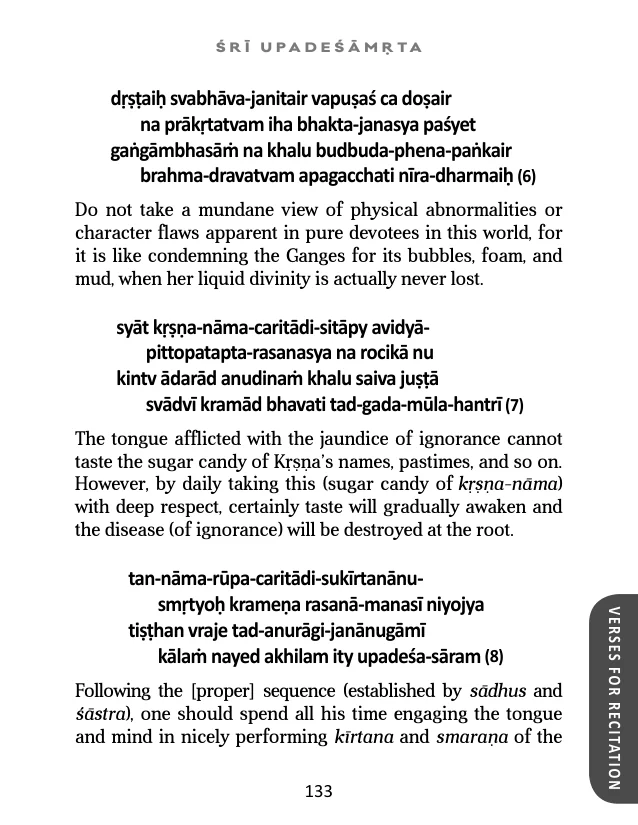 ŚRĪ UPADEŚĀMṚTA
dṛṣṭaiḥ svabhāva-janitair vapuṣaś ca doṣair
na prākṛtatvam iha bhakta-janasya paśyet
gaṅgāmbhasāṁ na khalu budbuda-phena-paṅkair
brahma-dravatvam apagacchati nīra-dharmaiḥ (6)
Do not take a mundane view of physical abnormalities or
character flaws apparent in pure devotees in this world, for
it is like condemning the Ganges for its bubbles, foam, and
mud, when her liquid divinity is actually never lost.
syāt kṛṣṇa-nāma-caritādi-sitāpy avidyā-
pittopatapta-rasanasya na rocikā nu
kintv ādarād anudinaṁ khalu saiva juṣṭā
svādvī kramād bhavati tad-gada-mūla-hantrī (7)
The tongue afflicted with the jaundice of ignorance cannot
taste the sugar candy of Kṛṣṇa’s names, pastimes, and so on.
However, by daily taking this (sugar candy of kṛṣṇa-nāma)
with deep respect, certainly taste will gradually awaken and
the disease (of ignorance) will be destroyed at the root.
tan-nāma-rūpa-caritādi-sukīrtanānu-
smṛtyoḥ krameṇa rasanā-manasī niyojya
tiṣṭhan vraje tad-anurāgi-janānugāmī
kālaṁ nayed akhilam ity upadeśa-sāram (8)
Following the [proper] sequence (established by sādhus and
śāstra), one should spend all his time engaging the tongue
and mind in nicely performing kīrtana and smaraṇa of the
VERSES FOR RECITATION
133